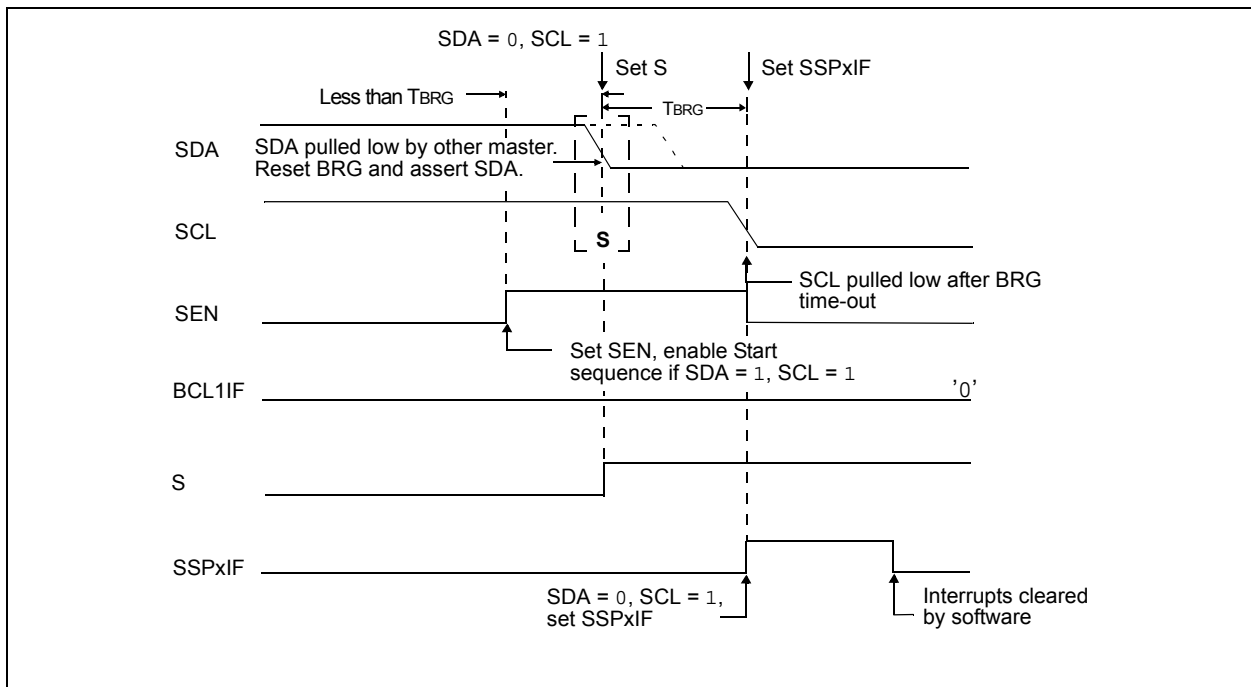 SDA = 0, SCL = 1
Set S
Set SSPxIF
Less than TBRG
TBRG
SDA
SDA pulled low by other master.
Reset BRG and assert SDA.
SCL
S
SCL pulled low after BRG
time-out
SEN
Set SEN, enable Start
sequence if SDA = 1, SCL = 1
BCL1IF
'0'
S
SSPxIF
SDA = 0, SCL = 1,
set SSPxIF
Interrupts cleared
by software